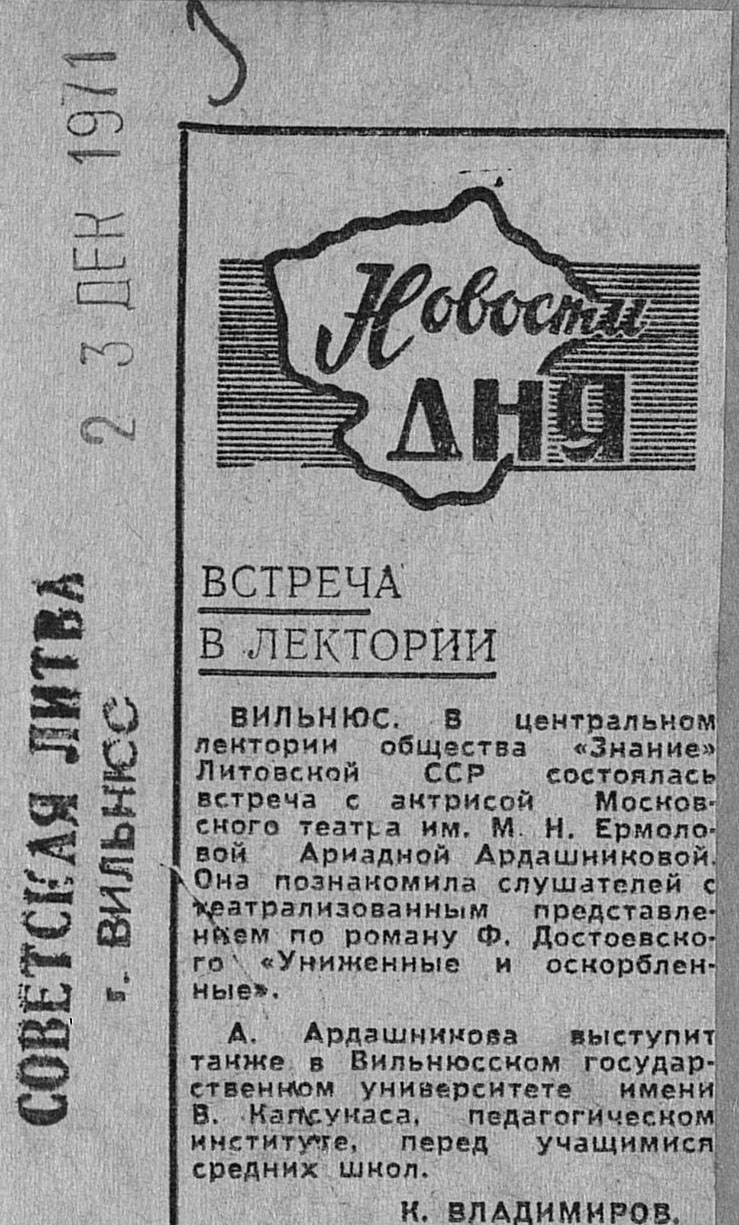 СОВЕТСКАЯ ЛИТВА
г. ВИЛЬНЮС
2 3 ДЕК 1971
Новости
ДНЯ
ВСТРЕЧА
В ЛЕКТОРИИ
ВИЛЬНЮС. В центральном
лектории общества «Знание»
Литовской ССР состоялась
встреча с актрисой Москов-
ского театра им. М. Н. Ермоло-
вой Ариадной Ардашниковой.
Она познакомила слушателей с
театрализованным представле-
нием по роману Ф. Достоевско-
го «Униженные и оскорблен-
ные».
А. Ардашникова выступит
также в Вильнюсском государ-
ственном университете имени
В. Капсукаса, педагогическом
институте, перед учащимися
средних школ.
К. ВЛАДИМИРОВ.